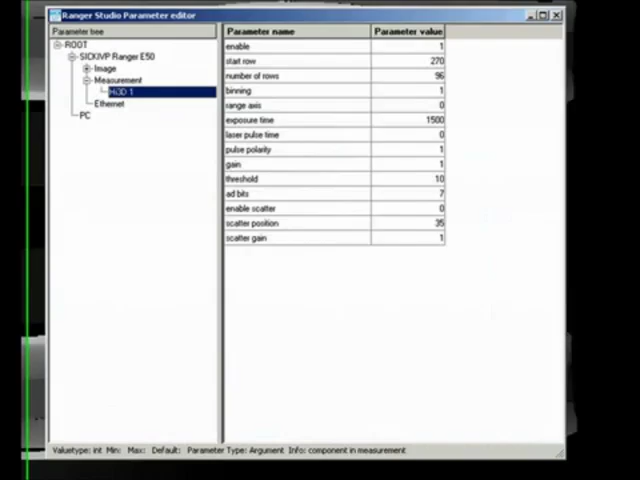 Ranger Studio Parameter editor
Parameter tree
Parameter name Parameter value
ROOT
SICKIVP Ranger E50
Image
Measurement
Hi3D 1
Ethernet
PC
enable 1
start row 270
number of rows 96
binning 1
range axis 0
exposure time 1500
laser pulse time 0
pulse polarity 1
gain 1
threshold 10
ad bits 7
enable scatter 0
scatter position 35
scatter gain 1
Valuetype: int Min: Max: Default: Parameter Type: Argument Info: component in measurement